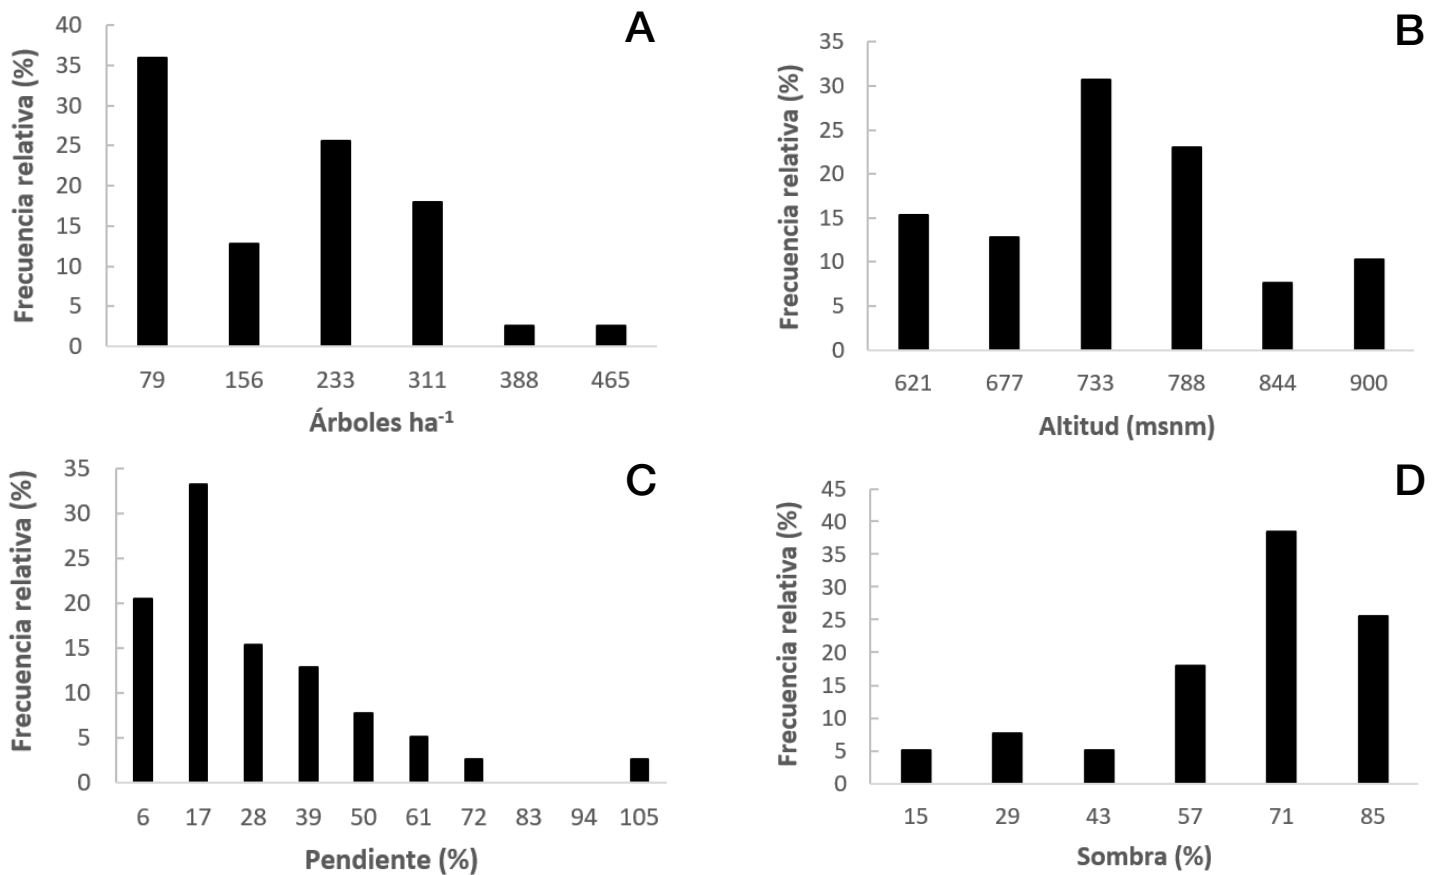 A
Frecuencia relativa (%)
40
35
30
25
20
15
10
5
0
79 156 233 311 388 465
Árboles ha-1
B
Frecuencia relativa (%)
35
30
25
20
15
10
5
0
621 677 733 788 844 900
Altitud (msnm)
C
Frecuencia relativa (%)
35
30
25
20
15
10
5
0
6 17 28 39 50 61 72 83 94 105
Pendiente (%)
D
Frecuencia relativa (%)
45
40
35
30
25
20
15
10
5
0
15 29 43 57 71 85
Sombra (%)